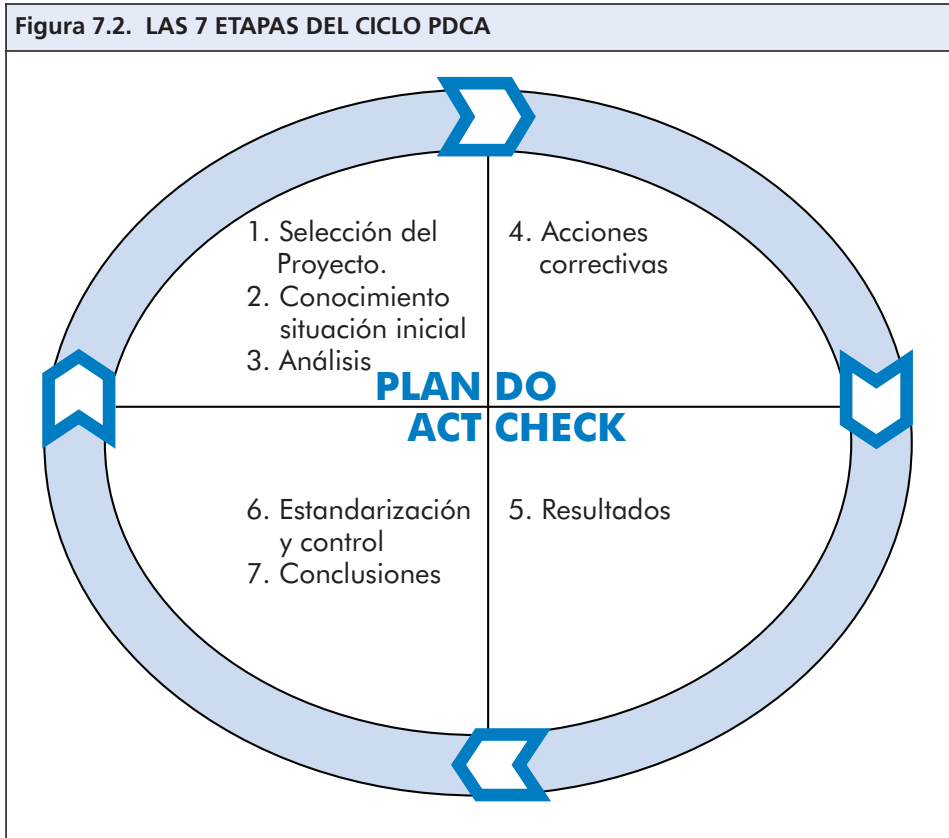 Figura 7.2. LAS 7 ETAPAS DEL CICLO PDCA
1. Selección del
Proyecto.
2. Conocimiento
situación inicial
3. Análisis
4. Acciones
correctivas
PLAN DO
ACT CHECK
6. Estandarización
y control
7. Conclusiones
5. Resultados